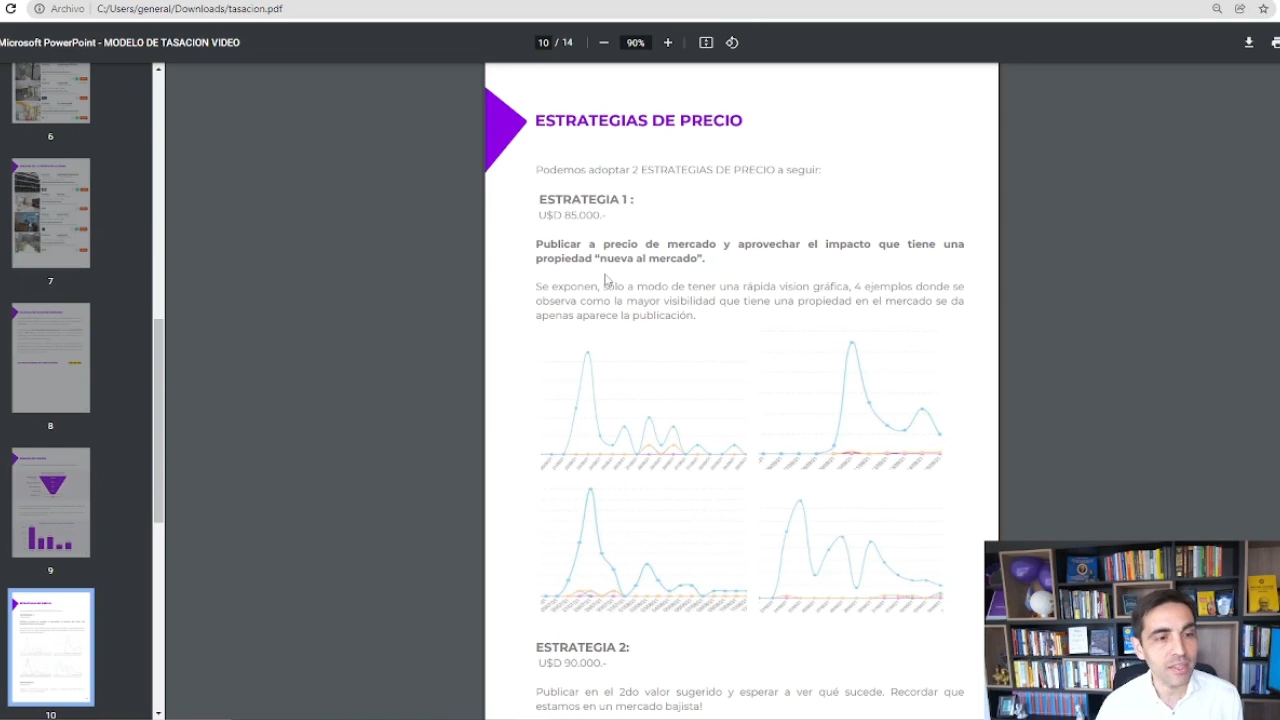 Archivo
C:/Users/general/Downloads/tasacion.pdf
Microsoft PowerPoint - MODELO DE TASACION VIDEO
10 / 14
90%
6
7
8
9
10
ESTRATEGIAS DE PRECIO
Podemos adoptar 2 ESTRATEGIAS DE PRECIO a seguir:
ESTRATEGIA 1 :
U$D 85.000.-
Publicar a precio de mercado y aprovechar el impacto que tiene una
propiedad “nueva al mercado”.
Se exponen, solo a modo de tener una rápida vision gráfica, 4 ejemplos donde se
observa como la mayor visibilidad que tiene una propiedad en el mercado se da
apenas aparece la publicación.
ESTRATEGIA 2:
U$D 90.000.-
Publicar en el 2do valor sugerido y esperar a ver qué sucede. Recordar que
estamos en un mercado bajista!